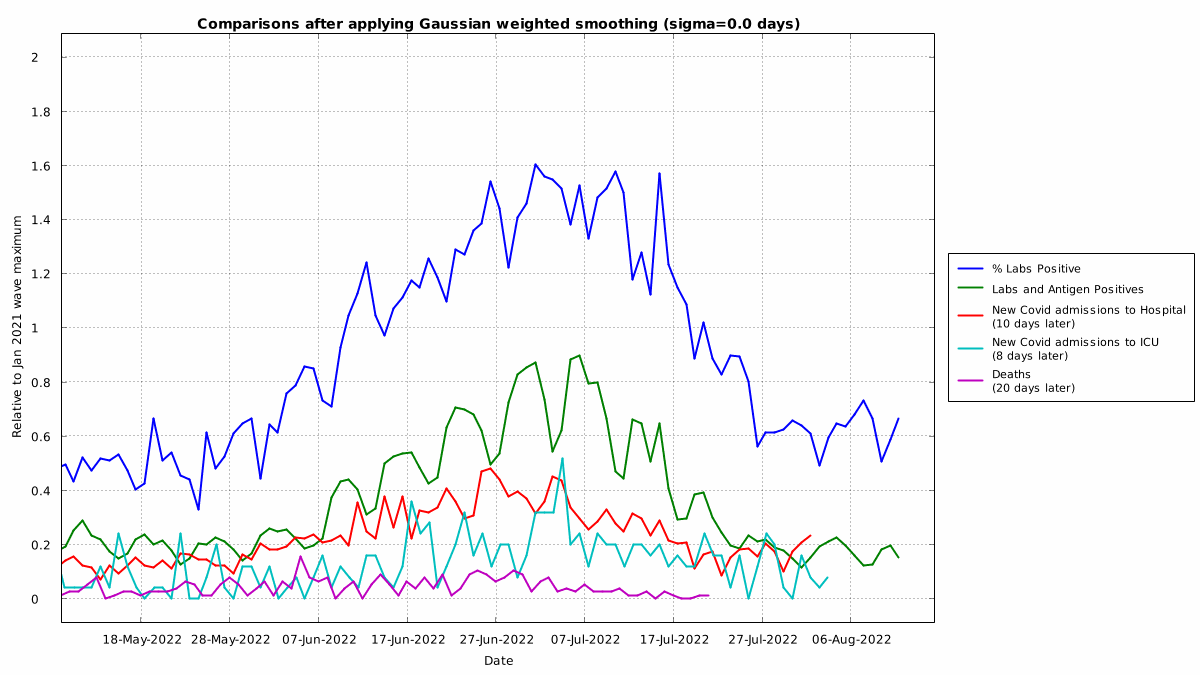 Comparisons after applying Gaussian weighted smoothing (sigma=0.0 days)
2
1.8
1.6
1.4
1.2
1
0.8
0.6
0.4
0.2
0
Relative to Jan 2021 wave maximum
18-May-2022 28-May-2022 07-Jun-2022 17-Jun-2022 27-Jun-2022 07-Jul-2022 17-Jul-2022 27-Jul-2022 06-Aug-2022
Date
% Labs Positive
Labs and Antigen Positives
New Covid admissions to Hospital
(10 days later)
New Covid admissions to ICU
(8 days later)
Deaths
(20 days later)